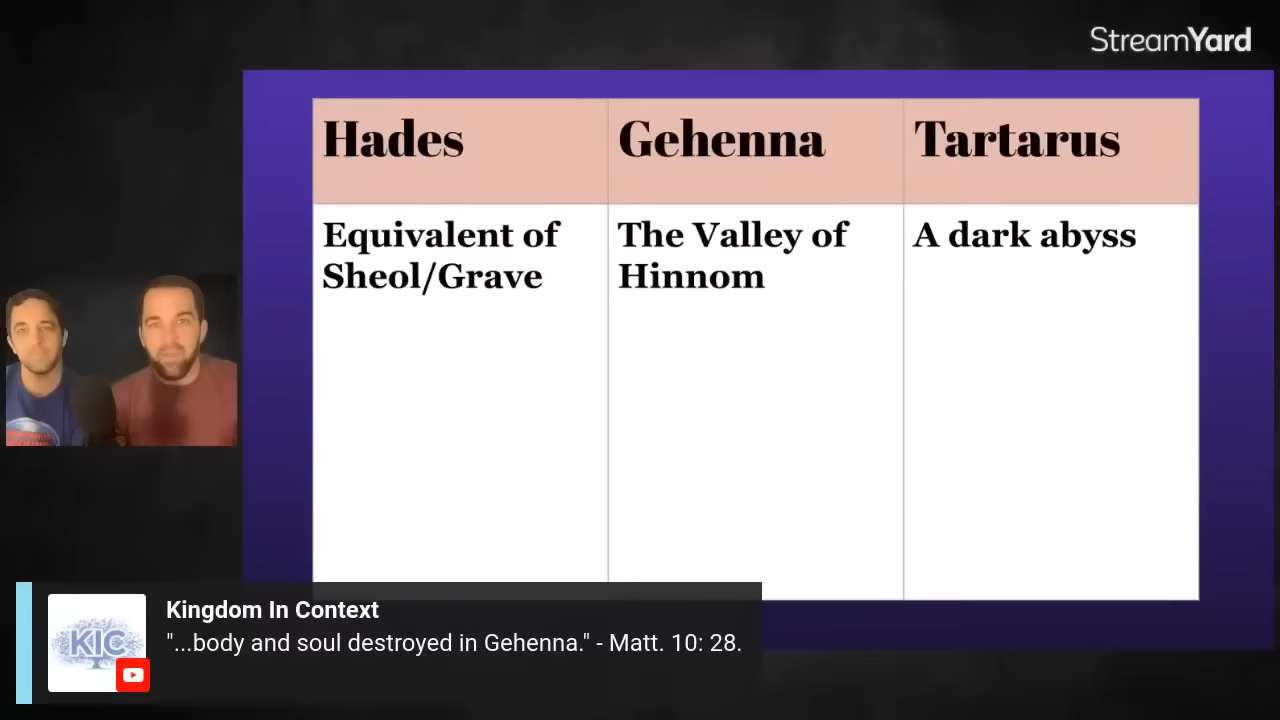 StreamYard
Hades
Gehenna
Tartarus
Equivalent of
Sheol/Grave
The Valley of
Hinnom
A dark abyss
KIC
Kingdom In Context
"...body and soul destroyed in Gehenna." - Matt. 10: 28.